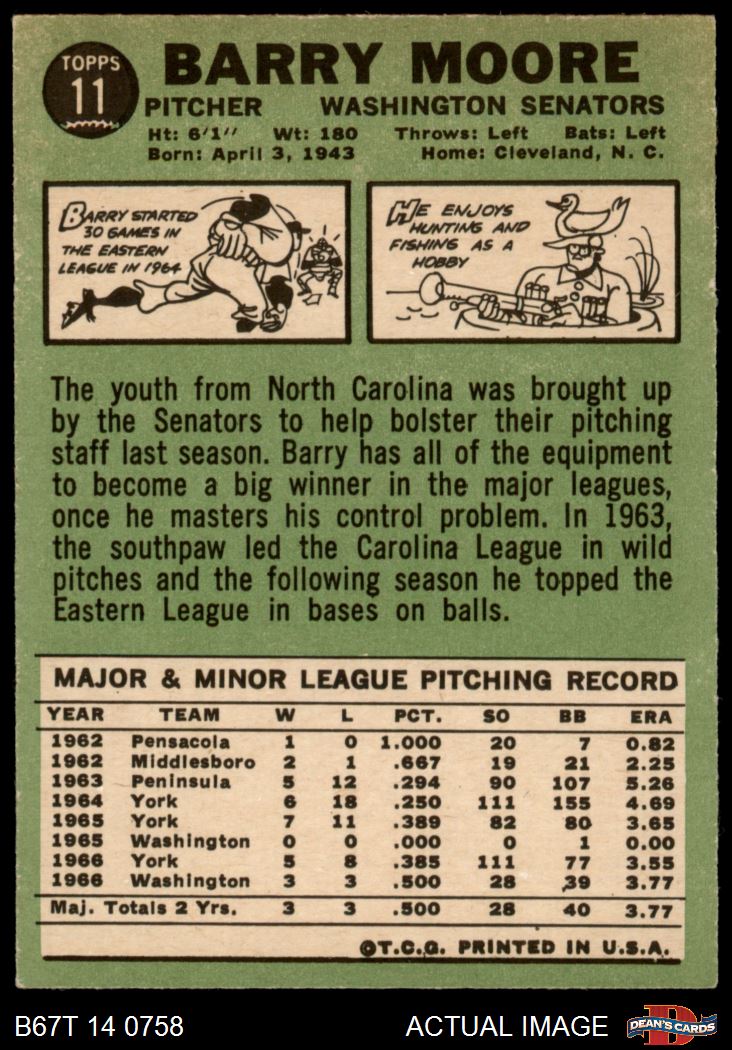 TOPPS
11
BARRY MOORE
PITCHER WASHINGTON SENATORS
Ht: 6'1" Wt: 180 Throws: Left Bats: Left
Born: April 3, 1943 Home: Cleveland, N. C.
BARRY STARTED
30 GAMES IN
THE EASTERN
LEAGUE IN 1964
HE ENJOYS
HUNTING AND
FISHING AS A
HOBBY
The youth from North Carolina was brought up
by the Senators to help bolster their pitching
staff last season. Barry has all of the equipment
to become a big winner in the major leagues,
once he masters his control problem. In 1963,
the southpaw led the Carolina League in wild
pitches and the following season he topped the
Eastern League in bases on balls.
MAJOR & MINOR LEAGUE PITCHING RECORD
YEAR TEAM W L PCT. SO BB ERA
1962 Pensacola 1 0 1.000 20 7 0.82
1962 Middlesboro 2 1 .667 19 21 2.25
1963 Peninsula 5 12 .294 90 107 5.26
1964 York 6 18 .250 111 155 4.69
1965 York 7 11 .389 82 80 3.65
1965 Washington 0 0 .000 0 1 0.00
1966 York 5 8 .385 111 77 3.55
1966 Washington 3 3 .500 28 39 3.77
Maj. Totals 2 Yrs. 3 3 .500 28 40 3.77
©T.C.G. PRINTED IN U.S.A.
B67T 14 0758 ACTUAL IMAGE DEAN'S CARDS